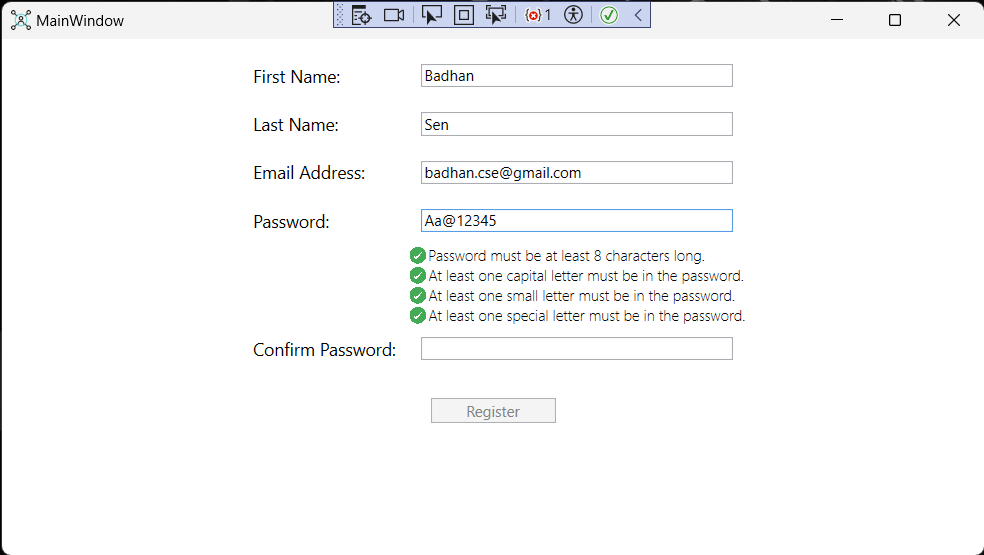 MainWindow
1
First Name: Badhan
Last Name: Sen
Email Address: badhan.cse@gmail.com
Password: Aa@12345
Password must be at least 8 characters long.
At least one capital letter must be in the password.
At least one small letter must be in the password.
At least one special letter must be in the password.
Confirm Password:
Register